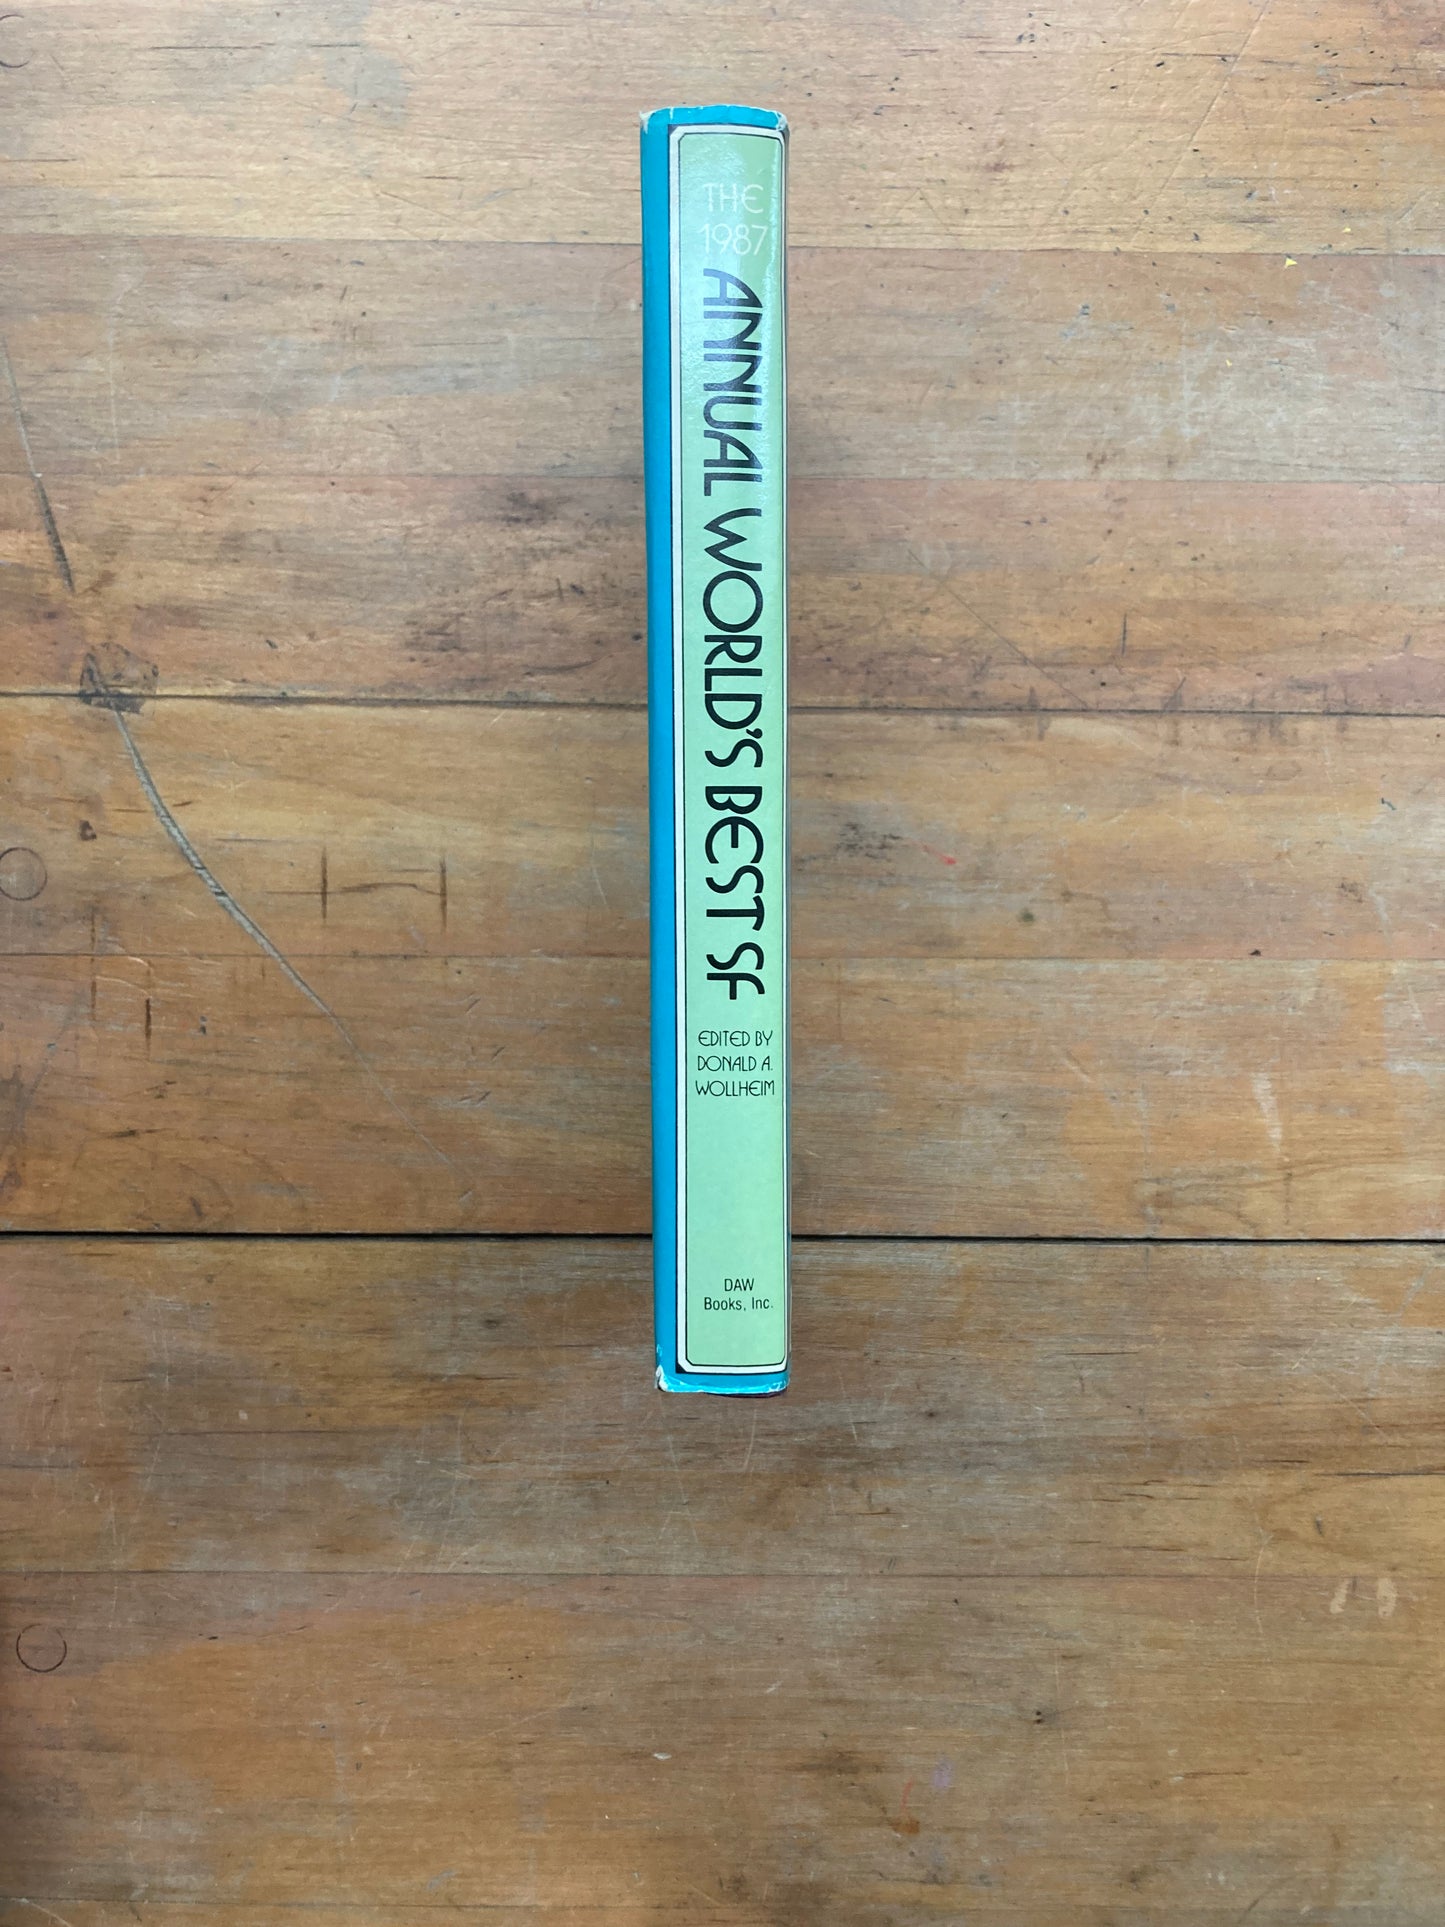 THE
1987
ANNUAL WORLD'S BEST SF
EDITED BY
DONALD A.
WOLLHEIM
DAW
Books, Inc.